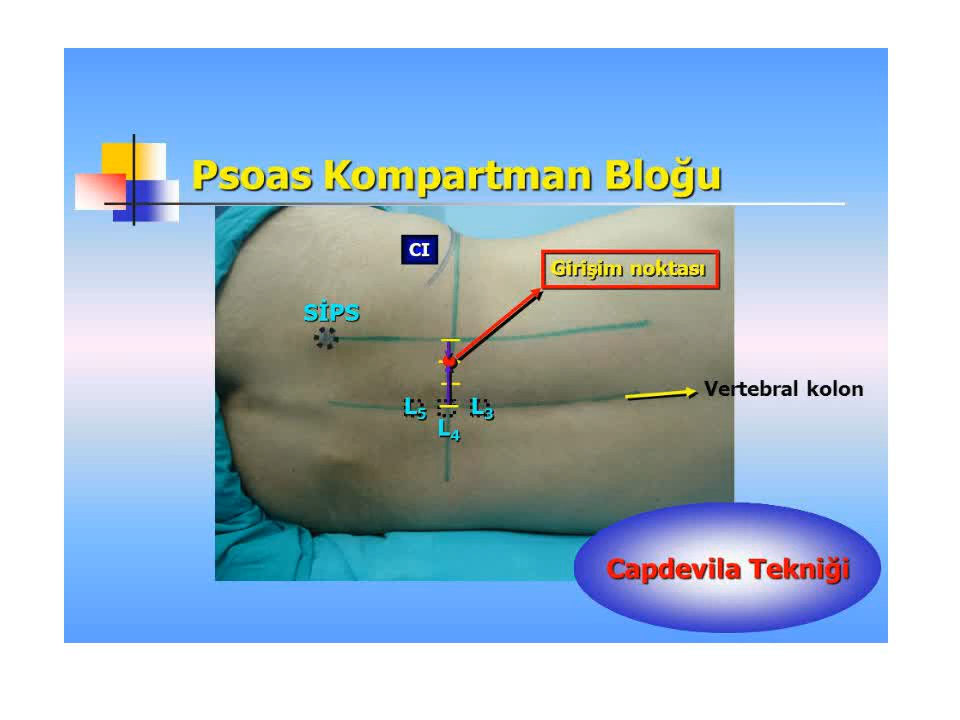 Psoas Kompartman Bloğu
CI
Girişim noktası
SİPS
Vertebral kolon
L5
L3
L4
Capdevila Tekniği